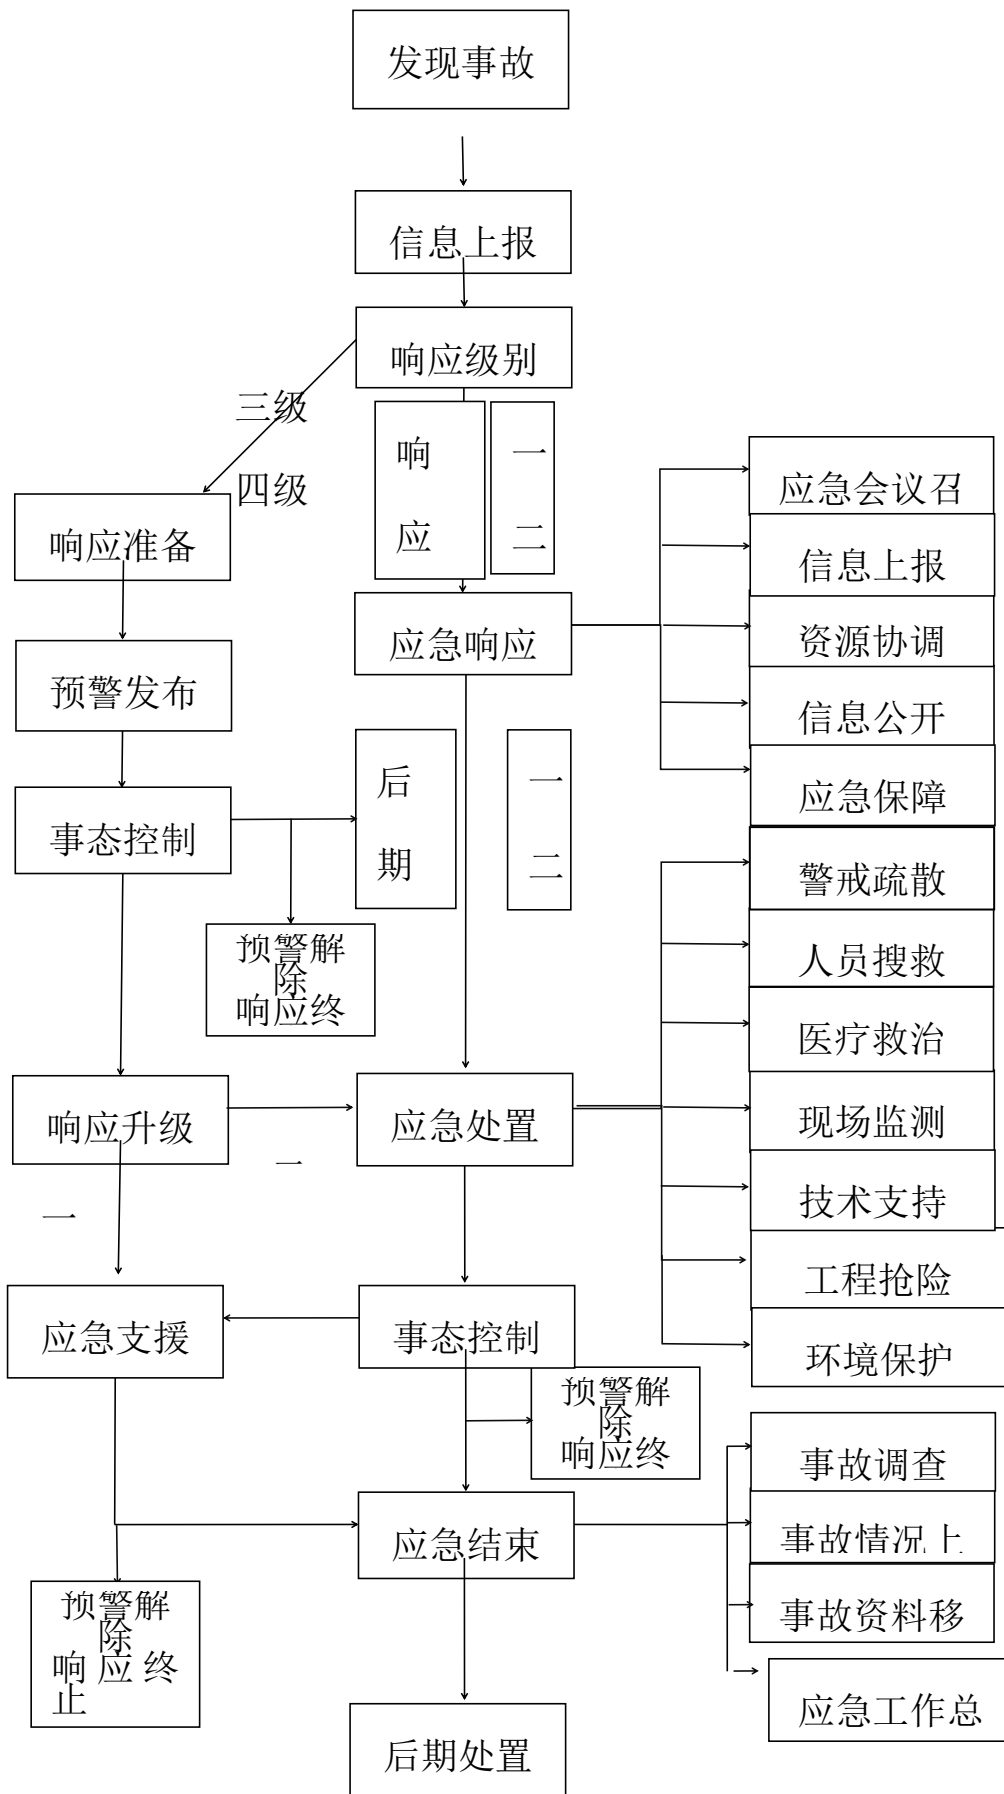 发现事故
信息上报
响应级别
三级
四级
响
应
一
二
响应准备
应急响应
预警发布
事态控制
后
期
一
二
预警解
除
响应终
响应升级
应急处置
一
应急支援
事态控制
预警解
除
响应终
应急结束
预警解
除
响应终
止
后期处置
应急会议召
信息上报
资源协调
信息公开
应急保障
警戒疏散
人员搜救
医疗救治
现场监测
技术支持
工程抢险
环境保护
事故调查
事故情况上
事故资料移
应急工作总